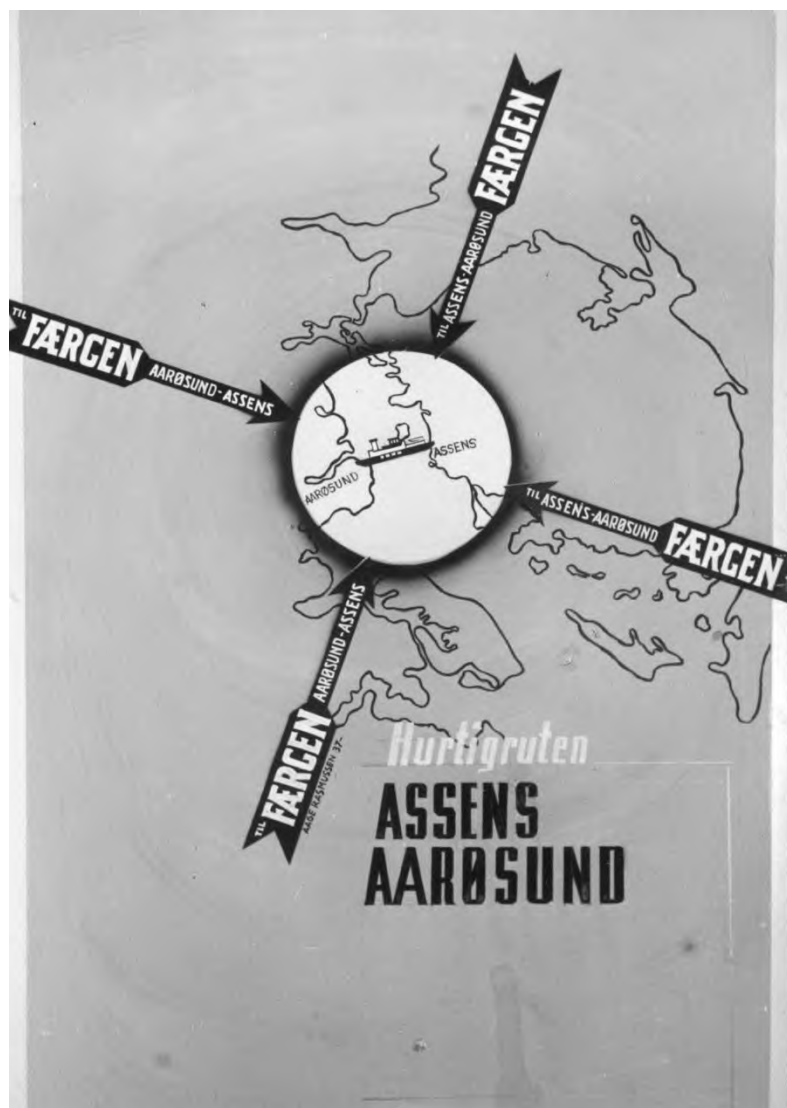 FÆRGEN
TIL ASSENS-AARØSUND
TIL
FÆRGEN
AARØSUND-ASSENS
AARØSUND
ASSENS
TIL ASSENS-AARØSUND
FÆRGEN
AARØSUND-ASSENS
TIL FÆRGEN
AAGE RASMUSSEN 37-
Hurtigruten
ASSENS
AARØSUND